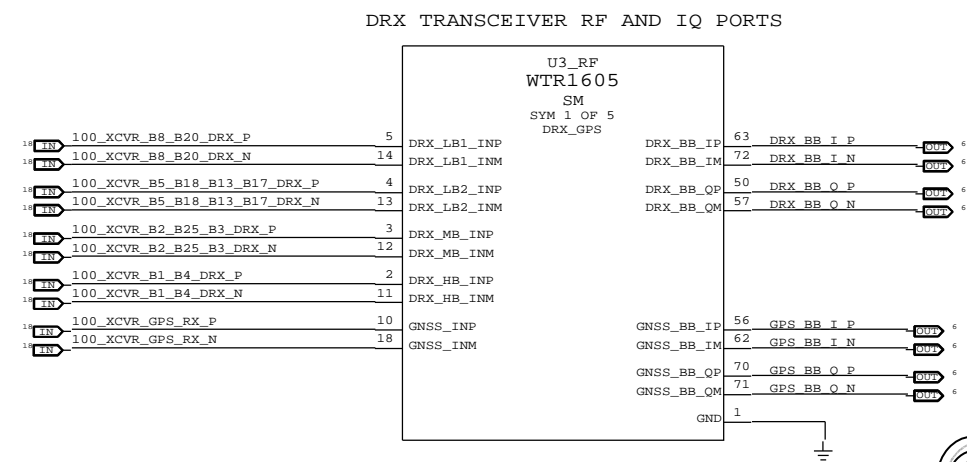 DRX TRANSCEIVER RF AND IQ PORTS
U3_RF
WTR1605
SM
SYM 1 OF 5
DRX_GPS
18 IN 100_XCVR_B8_B20_DRX_P 5 DRX_LB1_INP DRX_BB_IP 63 DRX_BB_I_P OUT 6
18 IN 100_XCVR_B8_B20_DRX_N 14 DRX_LB1_INM DRX_BB_IM 72 DRX_BB_I_N OUT 6
18 IN 100_XCVR_B5_B18_B13_B17_DRX_P 4 DRX_LB2_INP DRX_BB_QP 50 DRX_BB_Q_P OUT 6
18 IN 100_XCVR_B5_B18_B13_B17_DRX_N 13 DRX_LB2_INM DRX_BB_QM 57 DRX_BB_Q_N OUT 6
18 IN 100_XCVR_B2_B25_B3_DRX_P 3 DRX_MB_INP
18 IN 100_XCVR_B2_B25_B3_DRX_N 12 DRX_MB_INM
18 IN 100_XCVR_B1_B4_DRX_P 2 DRX_HB_INP
18 IN 100_XCVR_B1_B4_DRX_N 11 DRX_HB_INM
18 IN 100_XCVR_GPS_RX_P 10 GNSS_INP GNSS_BB_IP 56 GPS_BB_I_P OUT 6
18 IN 100_XCVR_GPS_RX_N 18 GNSS_INM GNSS_BB_IM 62 GPS_BB_I_N OUT 6
GNSS_BB_QP 70 GPS_BB_Q_P OUT 6
GNSS_BB_QM 71 GPS_BB_Q_N OUT 6
GND 1